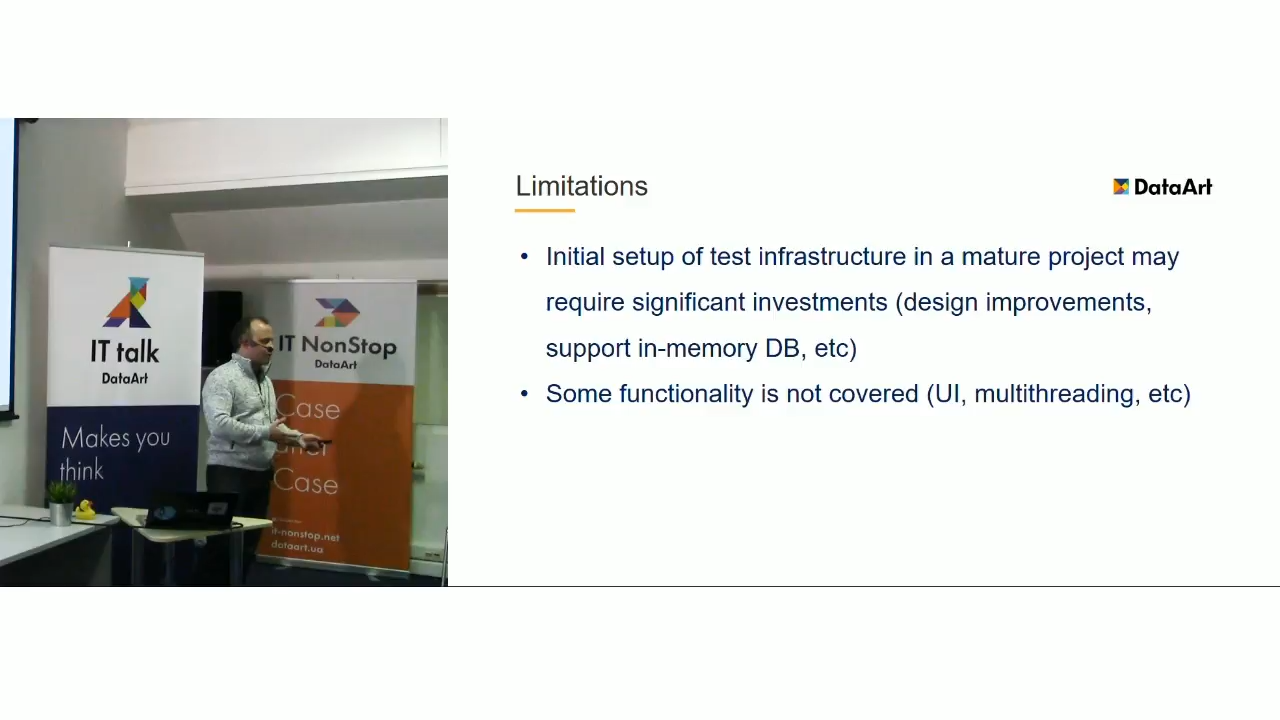 IT talk
DataArt
Makes you
think
IT NonStop
DataArt
Case
Case
it-nonstop.net
dataart.ua
Limitations
DataArt
• Initial setup of test infrastructure in a mature project may
require significant investments (design improvements,
support in-memory DB, etc)
• Some functionality is not covered (UI, multithreading, etc)